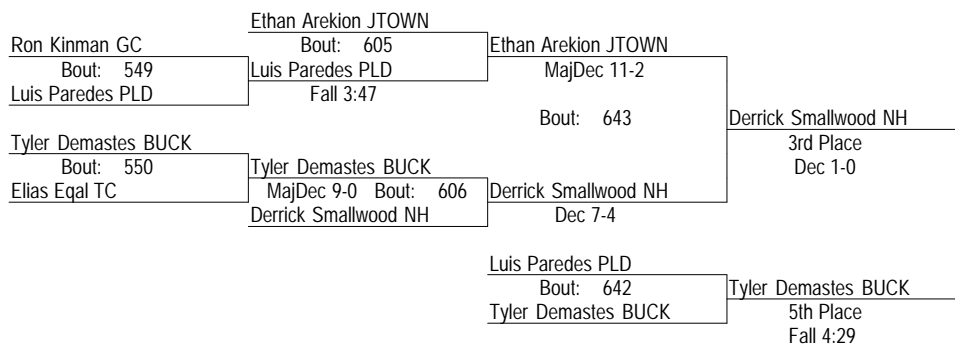 Ethan Arekion JTOWN
Ron Kinman GC
Bout: 605
Ethan Arekion JTOWN
Bout: 549
Luis Paredes PLD
MajDec 11-2
Luis Paredes PLD
Fall 3:47
Bout: 643
Derrick Smallwood NH
Tyler Demastes BUCK
3rd Place
Bout: 550
Tyler Demastes BUCK
Dec 1-0
Elias Eqal TC
MajDec 9-0 Bout: 606
Derrick Smallwood NH
Derrick Smallwood NH
Dec 7-4
Luis Paredes PLD
Bout: 642
Tyler Demastes BUCK
Tyler Demastes BUCK
5th Place
Fall 4:29